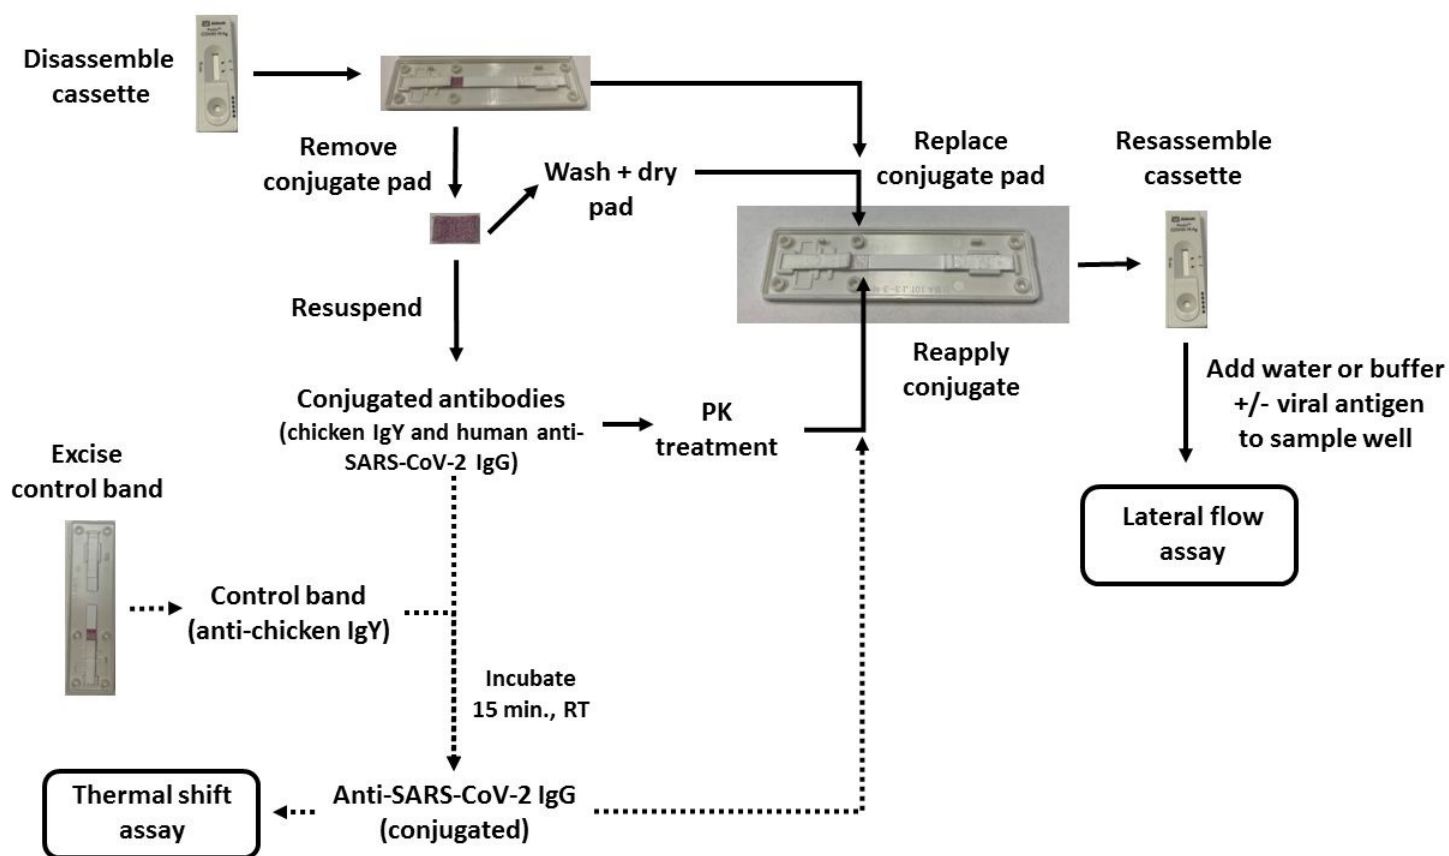 Disassemble
cassette
Remove
conjugate pad
Wash + dry
pad
Replace
conjugate pad
Resassemble
cassette
Resuspend
Reapply
conjugate
Conjugated antibodies
(chicken IgY and human anti-
SARS-CoV-2 IgG)
PK
treatment
Add water or buffer
+/- viral antigen
to sample well
Lateral flow
assay
Excise
control band
Control band
(anti-chicken IgY)
Incubate
15 min., RT
Thermal shift
assay
Anti-SARS-CoV-2 IgG
(conjugated)